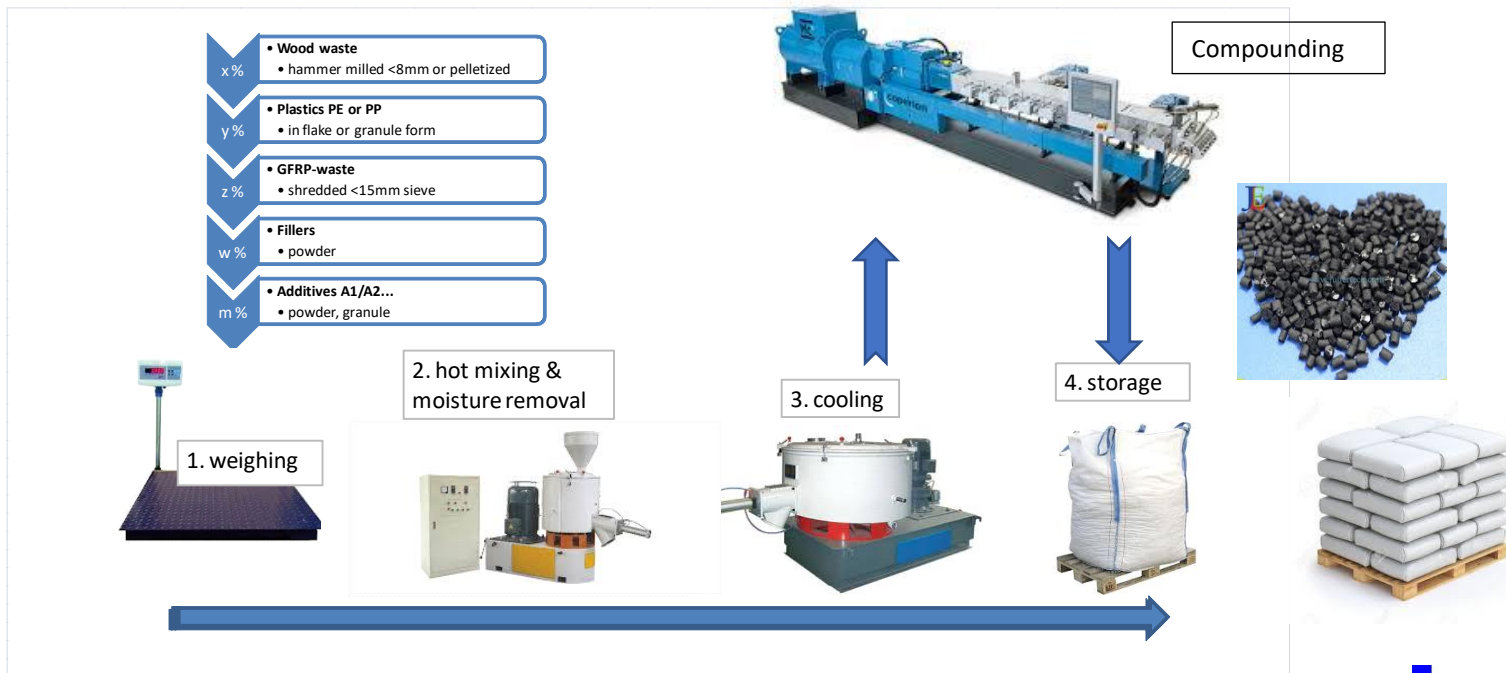 x %
• Wood waste
• hammer milled <8mm or pelletized
y %
• Plastics PE or PP
• in flake or granule form
z %
• GFRP-waste
• shredded <15mm sieve
w %
• Fillers
• powder
m %
• Additives A1/A2...
• powder, granule
coperion
Compounding
1. weighing
2. hot mixing &
moisture removal
3. cooling
4. storage